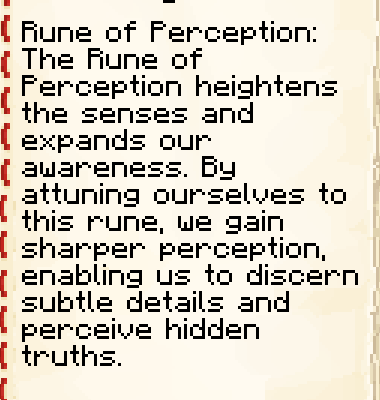 Rune of Perception:
The Rune of
Perception heightens
the senses and
expands our
awareness. By
attuning ourselves to
this rune, we gain
sharper perception,
enabling us to discern
subtle details and
perceive hidden
truths.